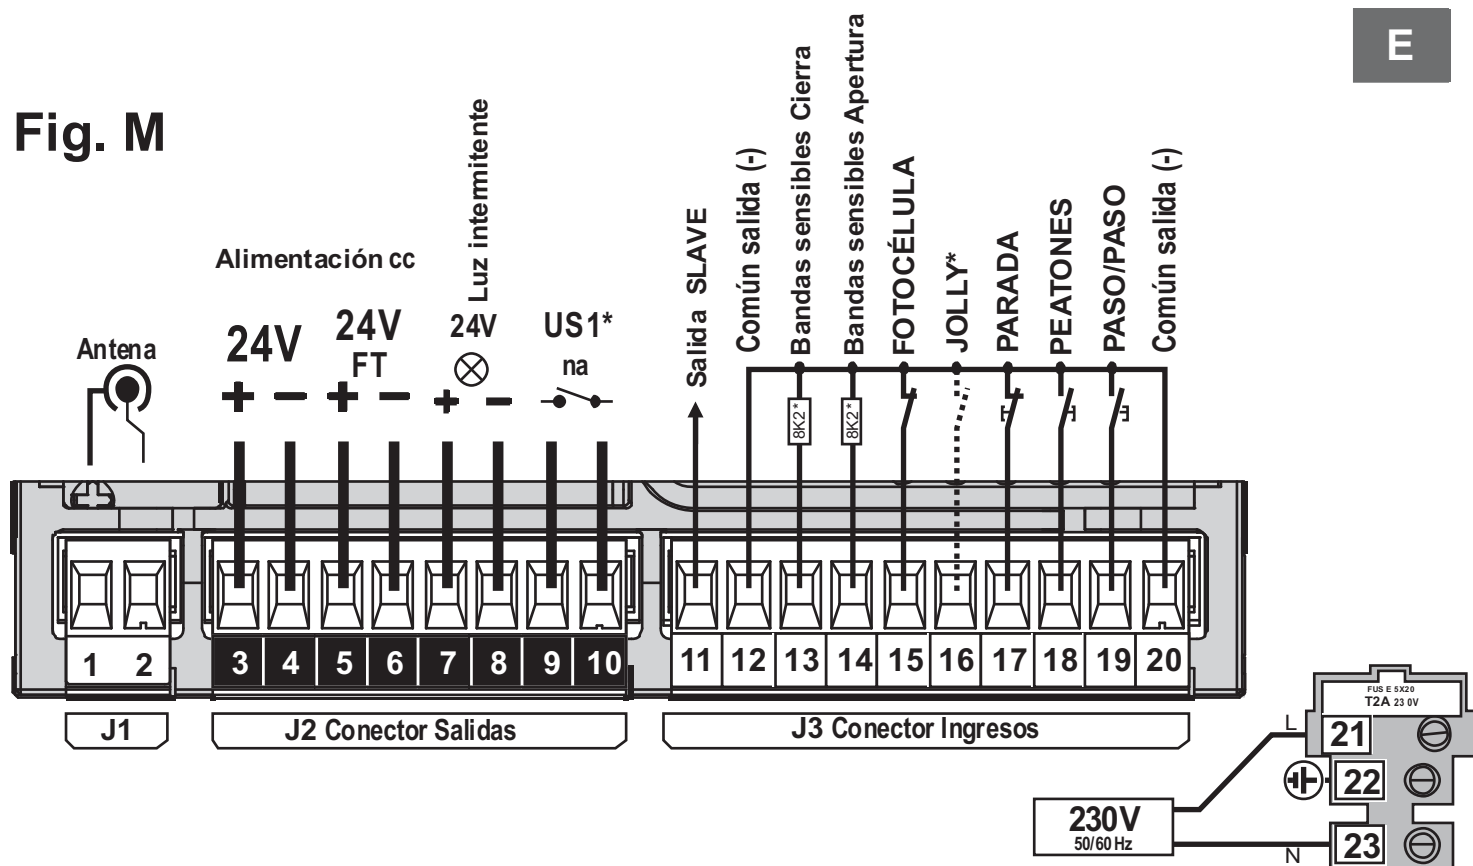 E
Fig. M
Antena
Alimentación cc
24V
+ −
24V
FT
+ −
Luz intermitente
24V
+ −
US1*
na
Salida SLAVE
Común salida (-)
Bandas sensibles Cierra
8K2*
Bandas sensibles Apertura
8K2*
FOTOCÉLULA
JOLLY*
PARADA
PEATONES
PASO/PASO
Común salida (-)
1 2
3 4 5 6 7 8 9 10
11 12 13 14 15 16 17 18 19 20
J1
J2 Conector Salidas
J3 Conector Ingresos
FUS E 5X20
T2A 23 0V
L
21
22
230V
50/60 Hz
N
23